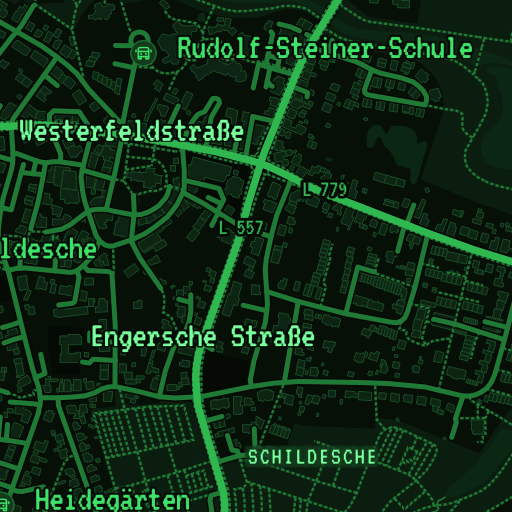 Rudolf-Steiner-Schule
Westerfeldstraße
L 779
L 557
ldesche
Engersche Straße
SCHILDESCHE
Heidegärten